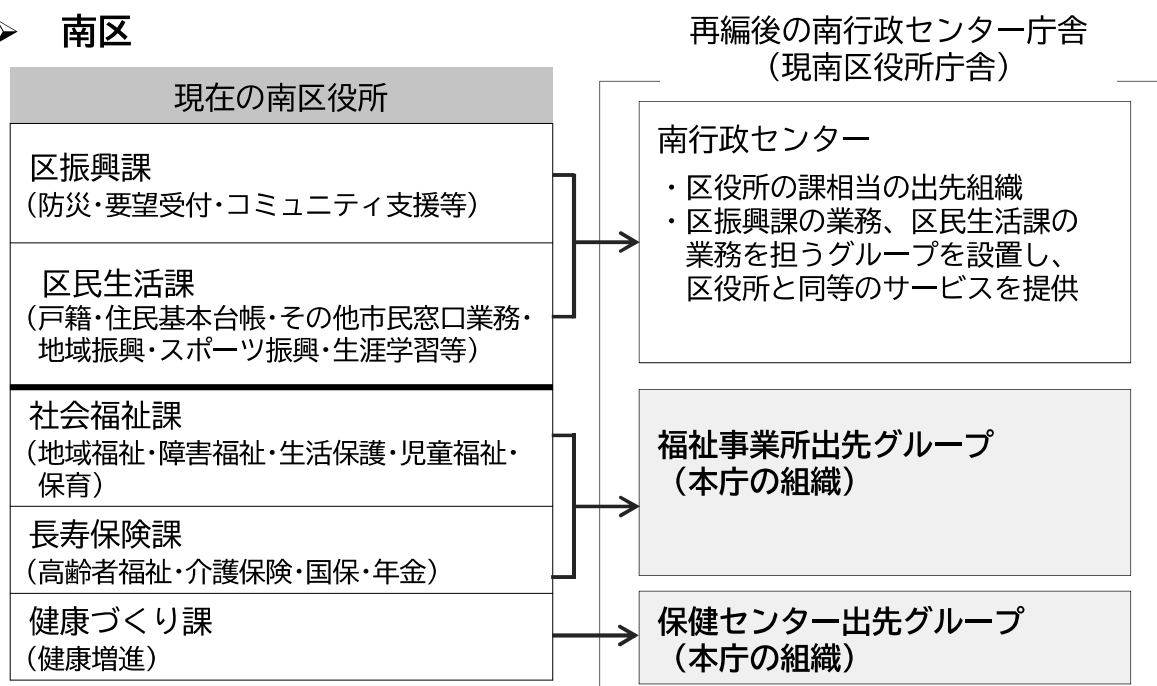 ➢ 南区
現在の南区役所
区振興課
（防災･要望受付･コミュニティ支援等）
区民生活課
（戸籍･住民基本台帳･その他市民窓口業務･
地域振興･スポーツ振興･生涯学習等）
社会福祉課
（地域福祉･障害福祉･生活保護･児童福祉･
保育）
長寿保険課
（高齢者福祉･介護保険･国保･年金）
健康づくり課
（健康増進）
再編後の南行政センター庁舎
（現南区役所庁舎）
南行政センター
・区役所の課相当の出先組織
・区振興課の業務、区民生活課の
業務を担うグループを設置し、
区役所と同等のサービスを提供
福祉事業所出先グループ
（本庁の組織）
保健センター出先グループ
（本庁の組織）